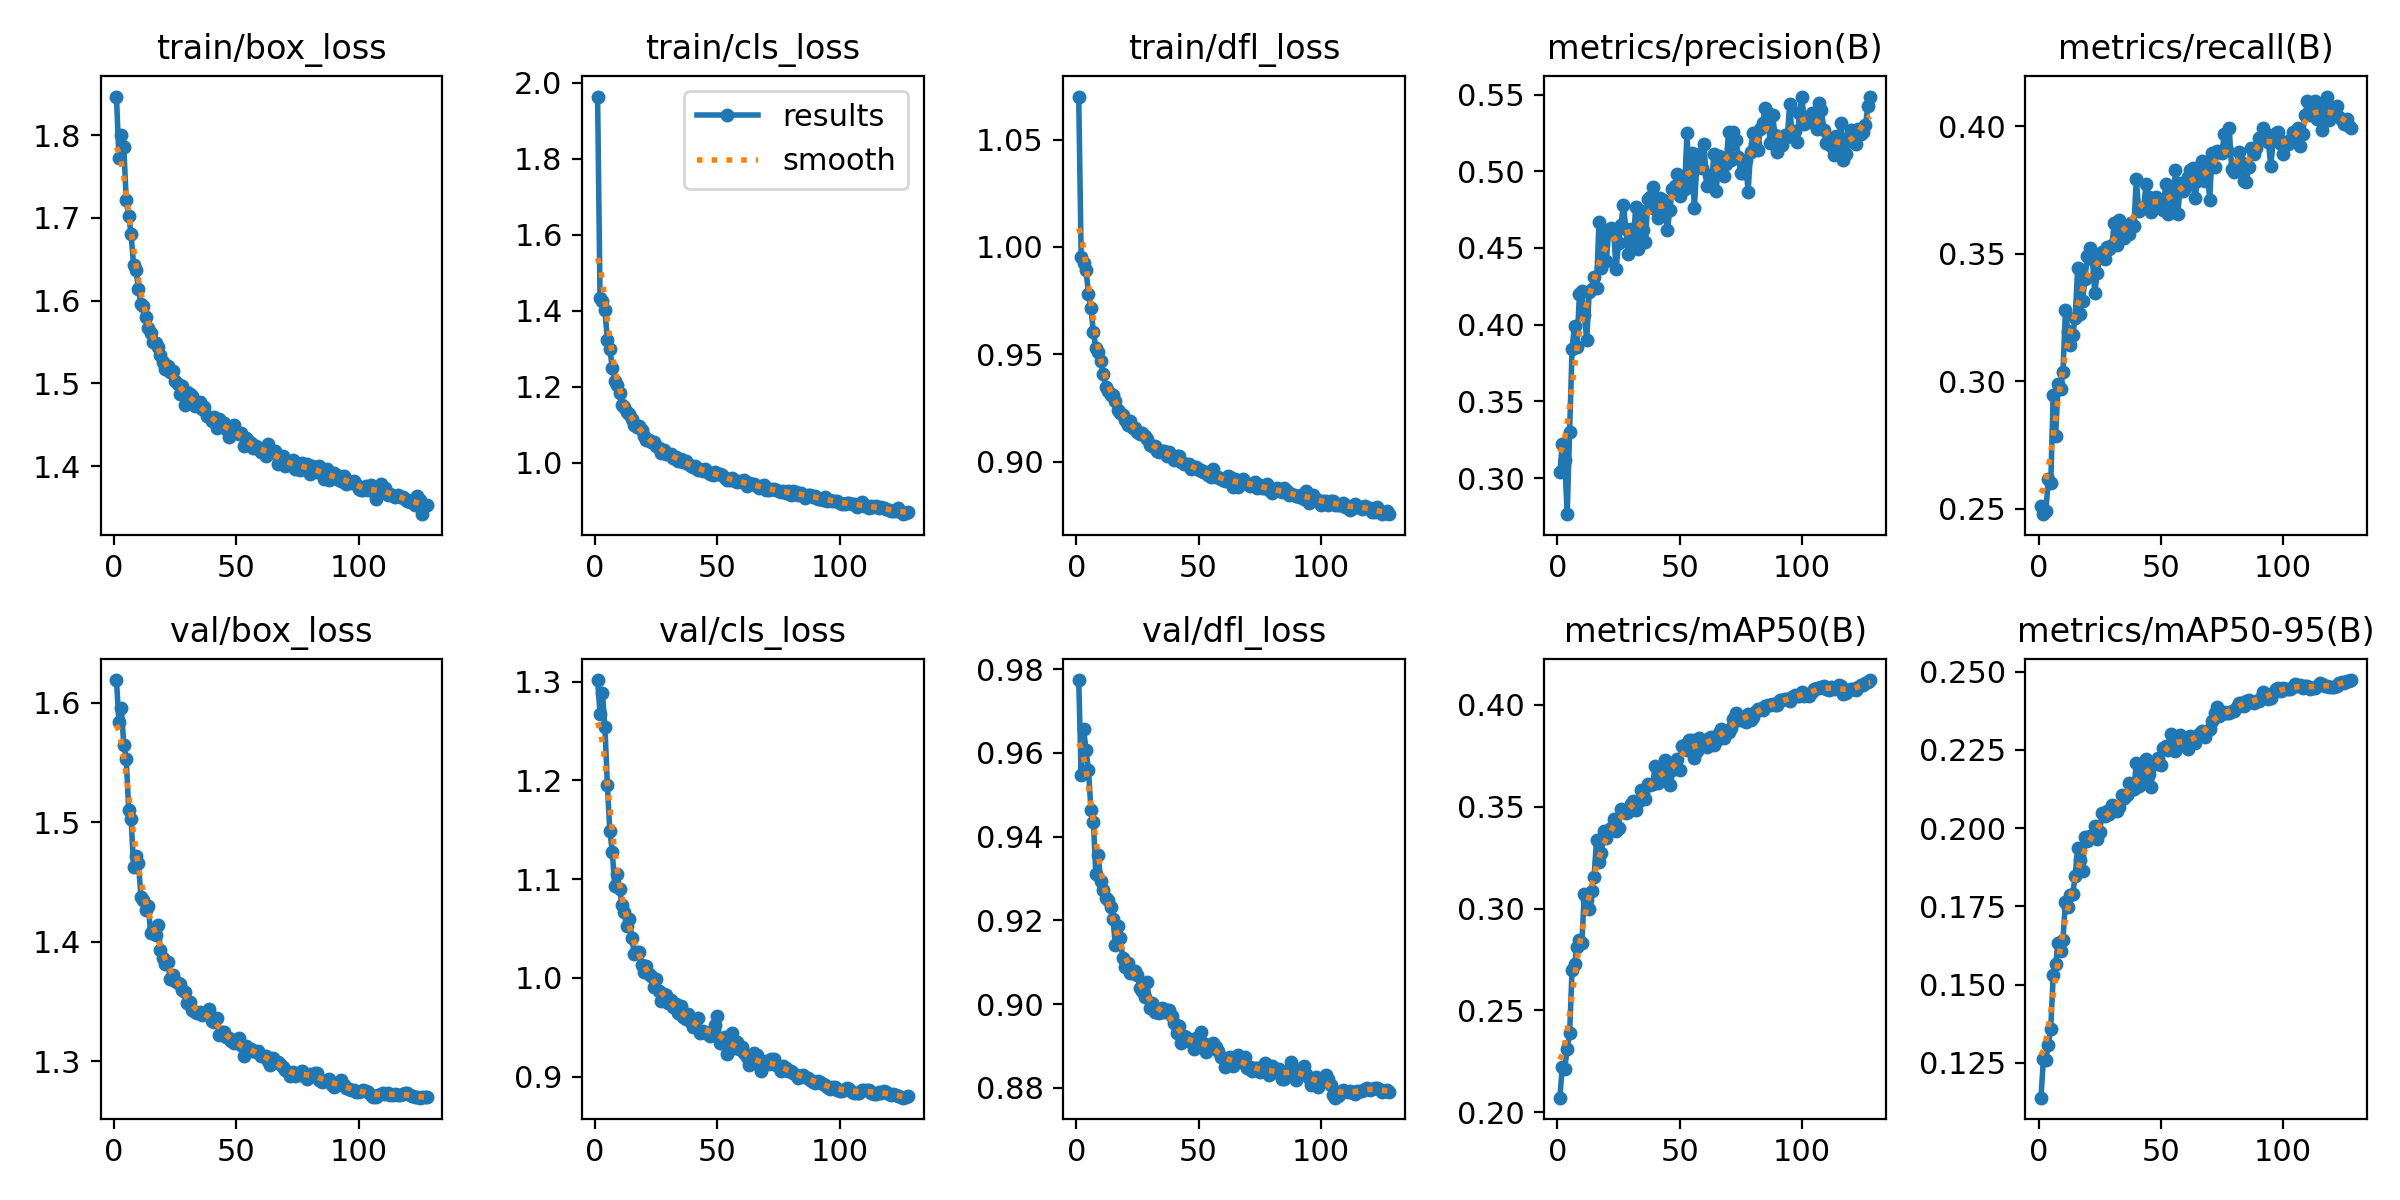 train/box_loss
1.8
1.7
1.6
1.5
1.4
0 50 100
train/cls_loss
results
smooth
2.0
1.8
1.6
1.4
1.2
1.0
0 50 100
train/dfl_loss
1.05
1.00
0.95
0.90
0 50 100
metrics/precision(B)
0.55
0.50
0.45
0.40
0.35
0.30
0 50 100
metrics/recall(B)
0.40
0.35
0.30
0.25
0 50 100
val/box_loss
1.6
1.5
1.4
1.3
0 50 100
val/cls_loss
1.3
1.2
1.1
1.0
0.9
0 50 100
val/dfl_loss
0.98
0.96
0.94
0.92
0.90
0.88
0 50 100
metrics/mAP50(B)
0.40
0.35
0.30
0.25
0.20
0 50 100
metrics/mAP50-95(B)
0.250
0.225
0.200
0.175
0.150
0.125
0 50 100